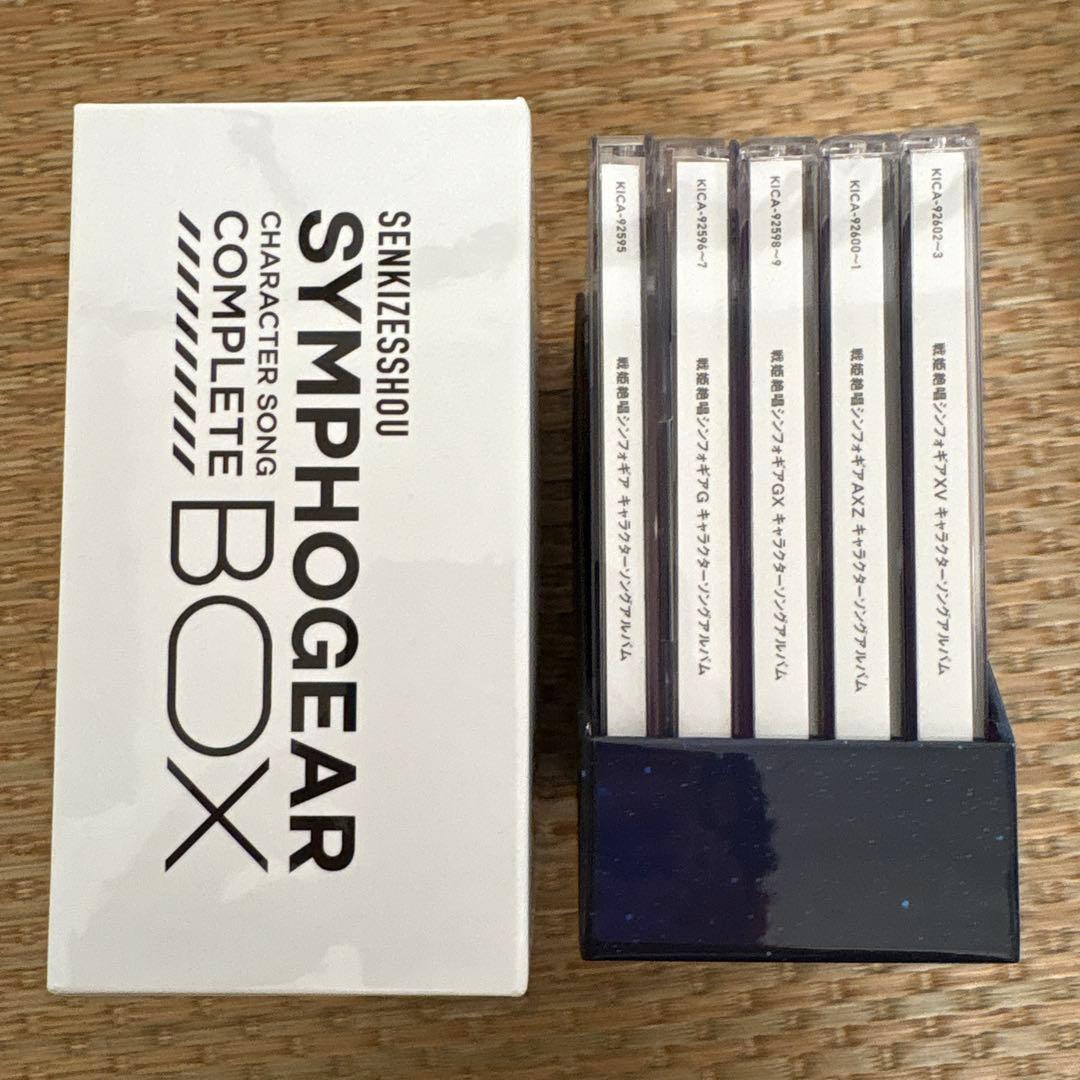 SENKIZESSHOU
SYMPHOGEAR
CHARACTER SONG
COMPLETE
BOX
KICA-92595
戦姫絶唱シンフォギア キャラクターソングアルバム
KICA-92596~7
戦姫絶唱シンフォギアG キャラクターソングアルバム
KICA-92598~9
戦姫絶唱シンフォギアGX キャラクターソングアルバム
KICA-92600~1
戦姫絶唱シンフォギアAXZ キャラクターソングアルバム
KICA-92602~3
戦姫絶唱シンフォギアXV キャラクターソングアルバム